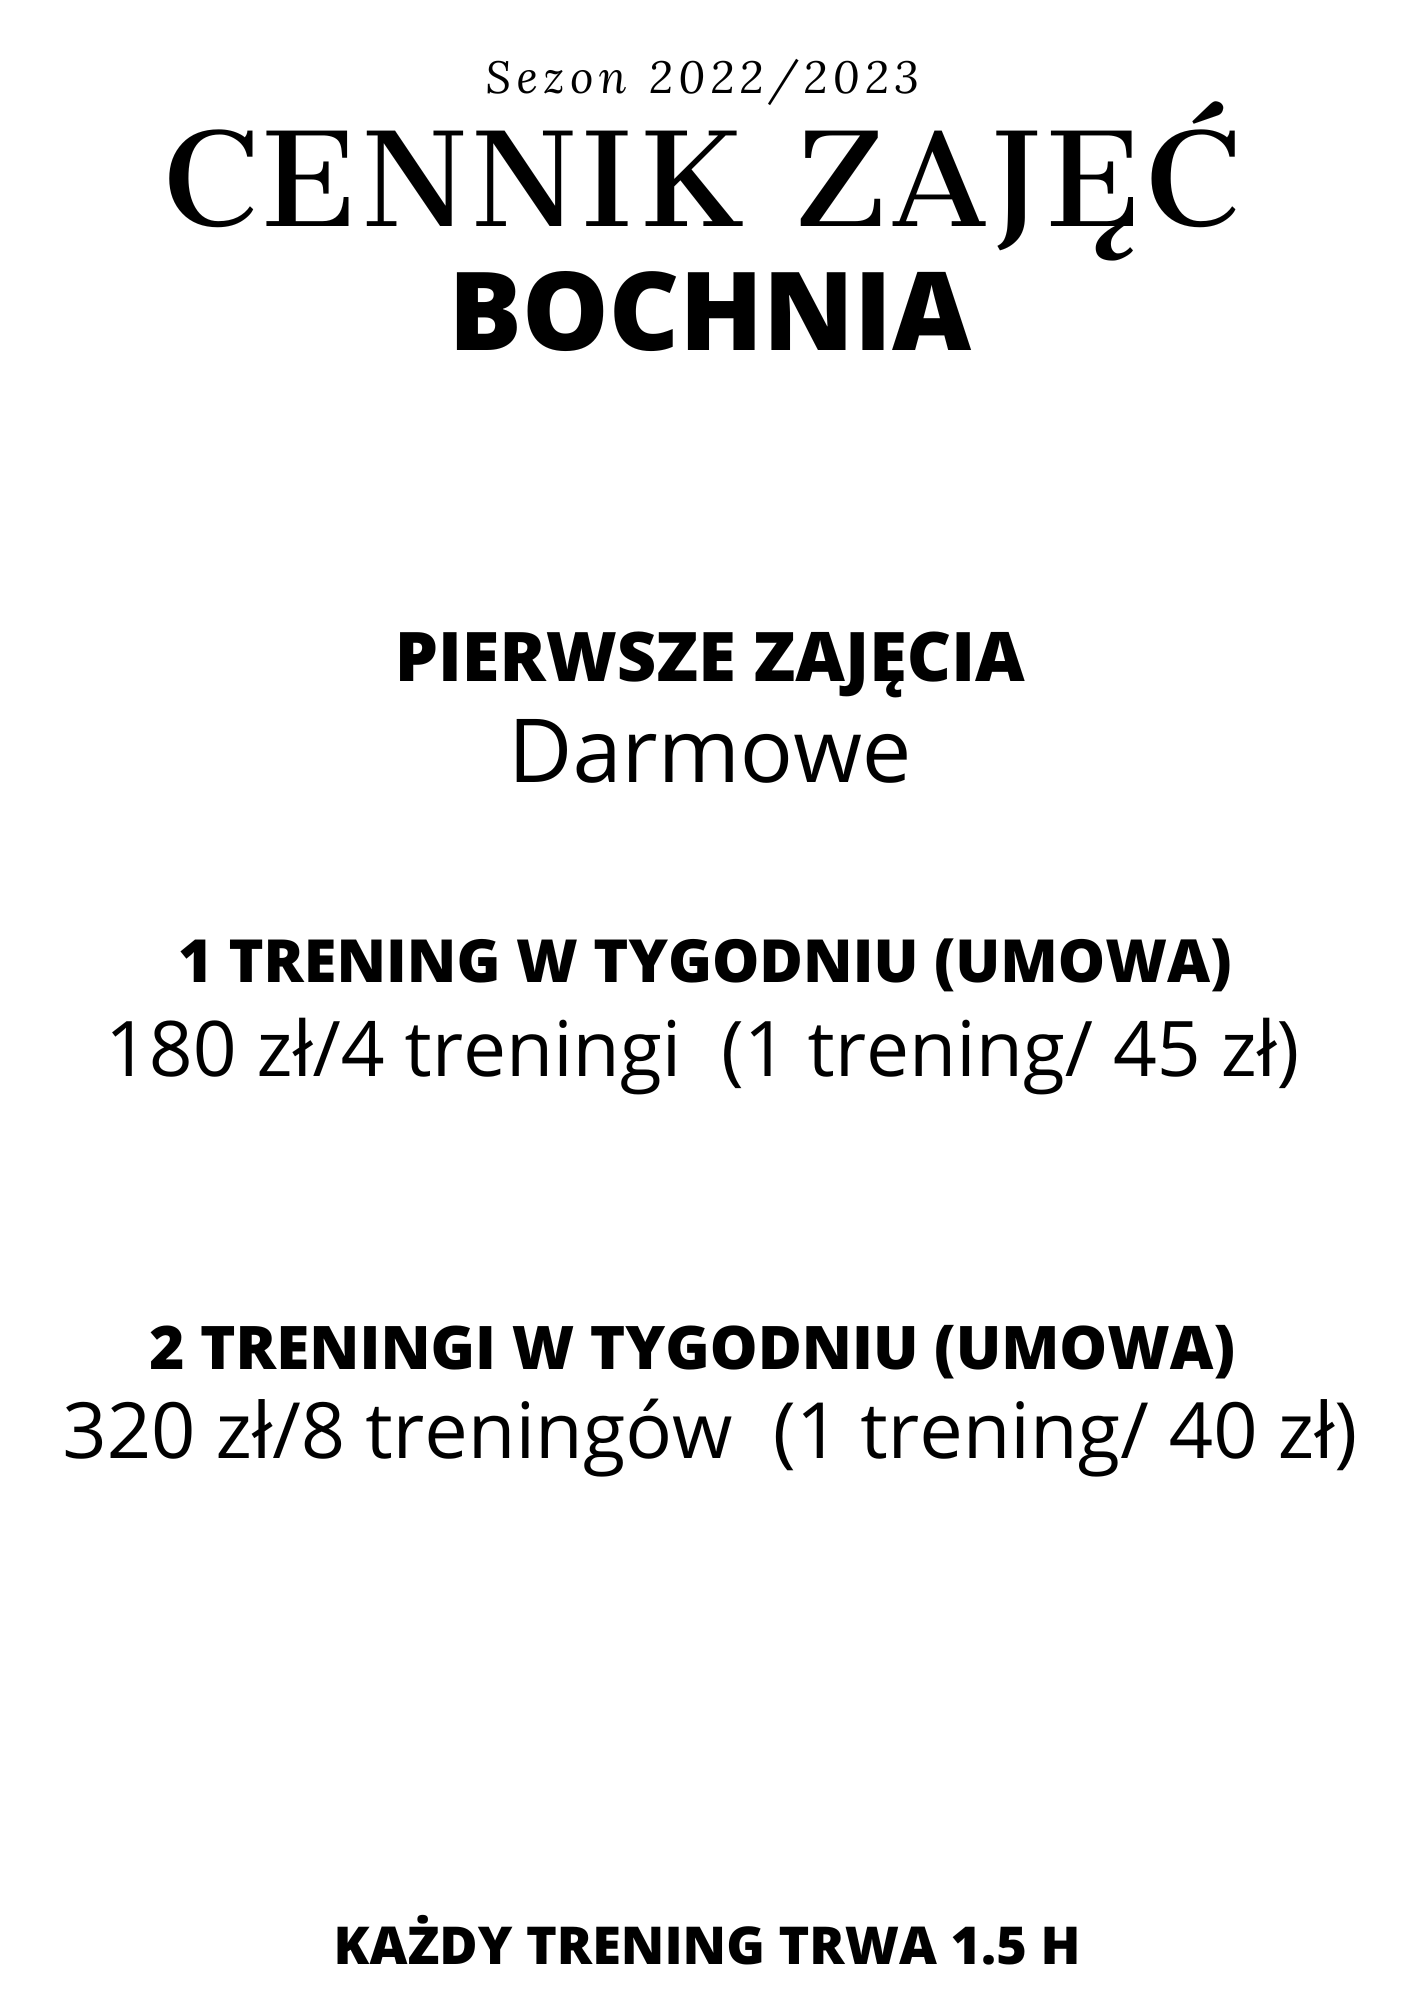 Sezon 2022/2023
CENNIK ZAJĘĆ
BOCHNIA
PIERWSZE ZAJĘCIA
Darmowe
1 TRENING W TYGODNIU (UMOWA)
180 zł/4 treningi (1 trening/ 45 zł)
2 TRENINGI W TYGODNIU (UMOWA)
320 zł/8 treningów (1 trening/ 40 zł)
KAŻDY TRENING TRWA 1.5 H